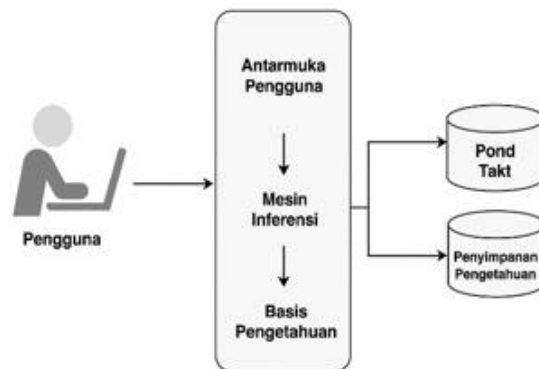 Pengguna
Antarmuka
Pengguna
Mesin
Inferensi
Basis
Pengetahuan
Pond
Takt
Penyimpanan
Pengetahuan